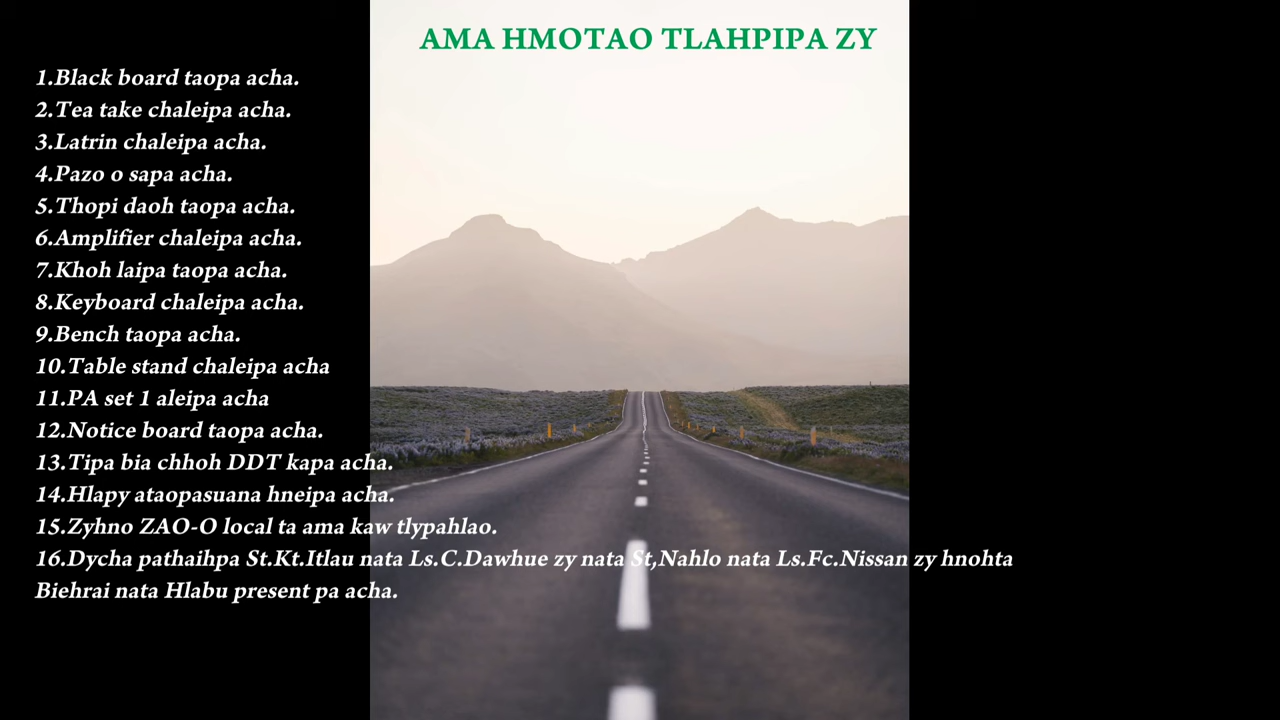 AMA HMOTAO TLAHPIPA ZY
1.Black board taopa acha.
2.Tea take chaleipa acha.
3.Latrin chaleipa acha.
4.Pazo o sapa acha.
5.Thopi daoh taopa acha.
6.Amplifier chaleipa acha.
7.Khoh laipa taopa acha.
8.Keyboard chaleipa acha.
9.Bench taopa acha.
10.Table stand chaleipa acha
11.PA set 1 aleipa acha
12.Notice board taopa acha.
13.Tipa bia chhoh DDT kapa acha.
14.Hlapy ataopasuana hneipa acha.
15.Zyhno ZAO-O local ta ama kaw tlypahlao.
16.Dycha pathaihpa St.Kt.Itlau nata Ls.C.Dawhue zy nata St,Nahlo nata Ls.Fc.Nissan zy hnohta
Biehrai nata Hlabu present pa acha.